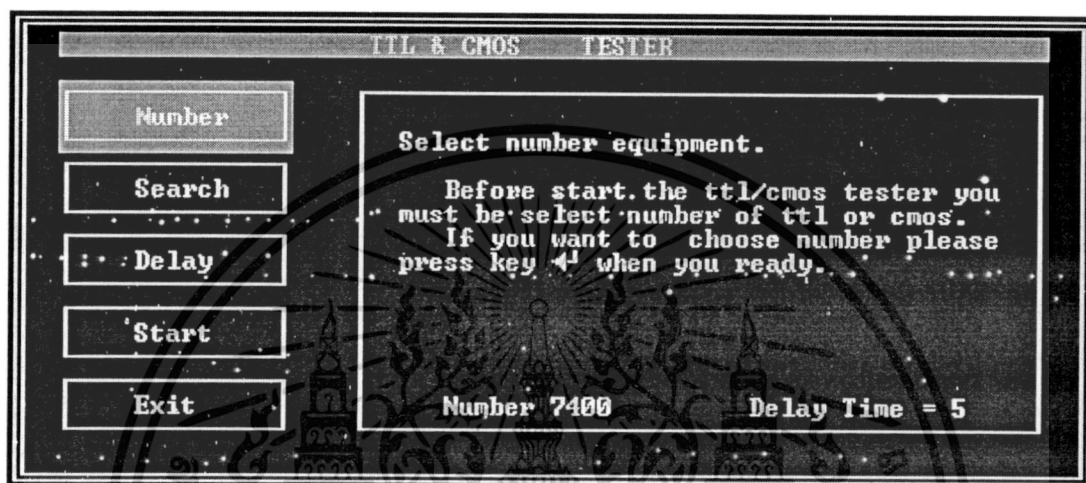 TTL & CMOS TESTER
Number
Search
Delay
Start
Exit
Select number equipment.
Before start the ttl/cmos tester you
must be select number of ttl or cmos.
If you want to choose number please
press key ↵ when you ready.
Number 7400 Delay Time = 5